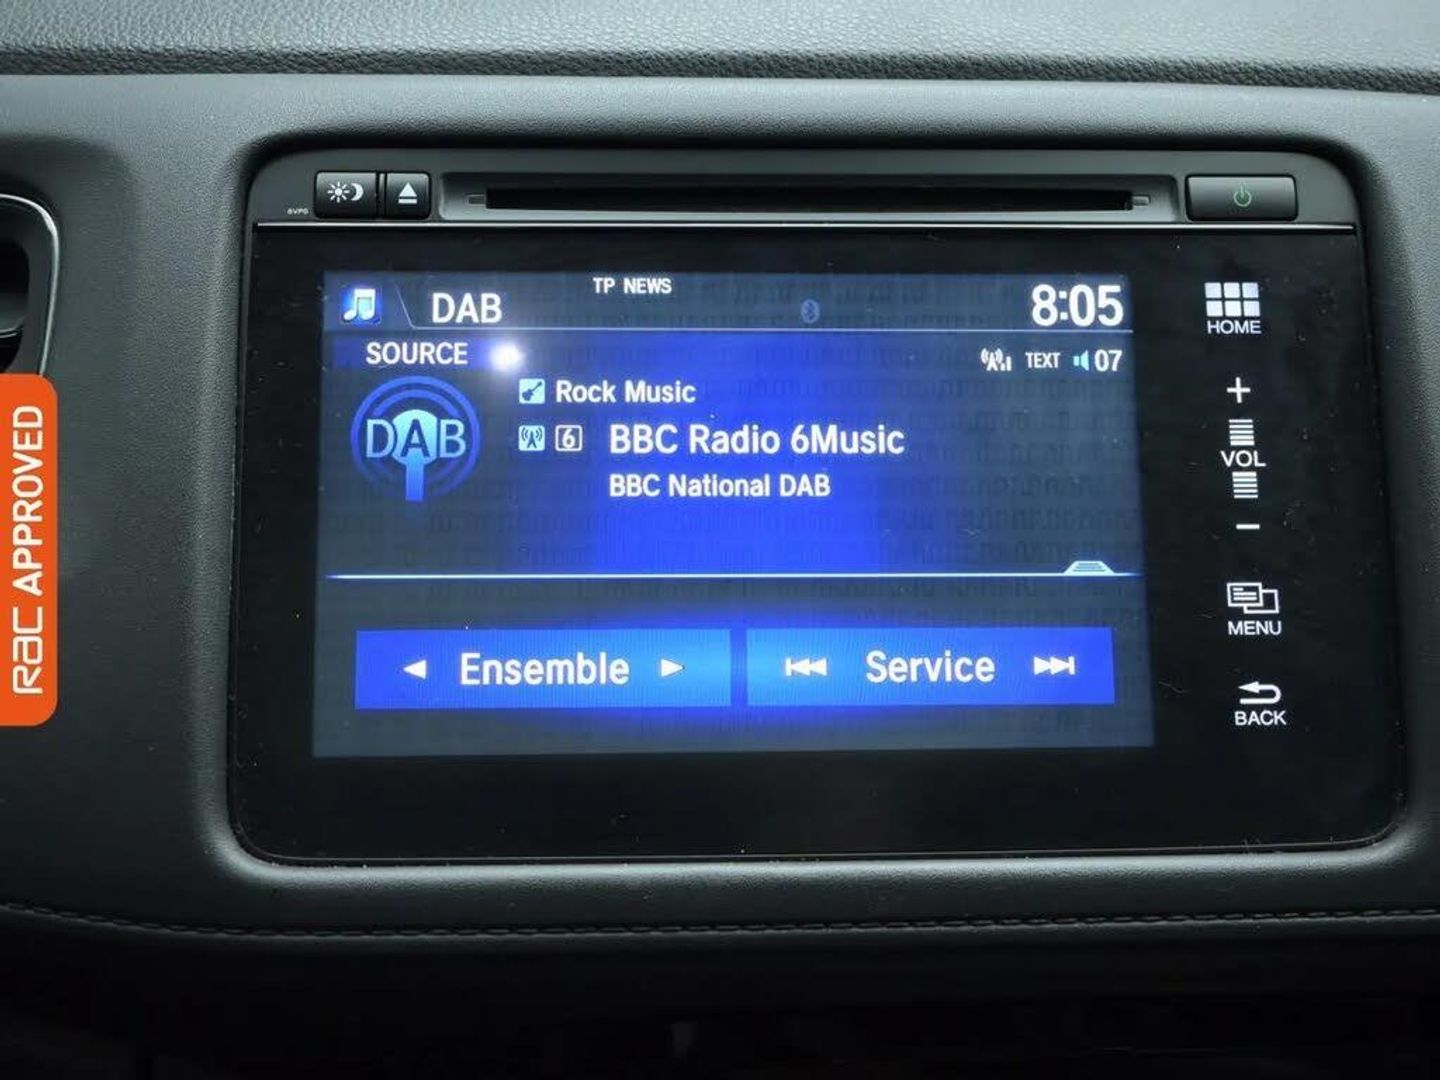 TP NEWS
DAB
8:05
HOME
SOURCE
TEXT
07
DAB
Rock Music
6
BBC Radio 6Music
BBC National DAB
+
VOL
−
Ensemble
Service
MENU
BACK
RAC APPROVED